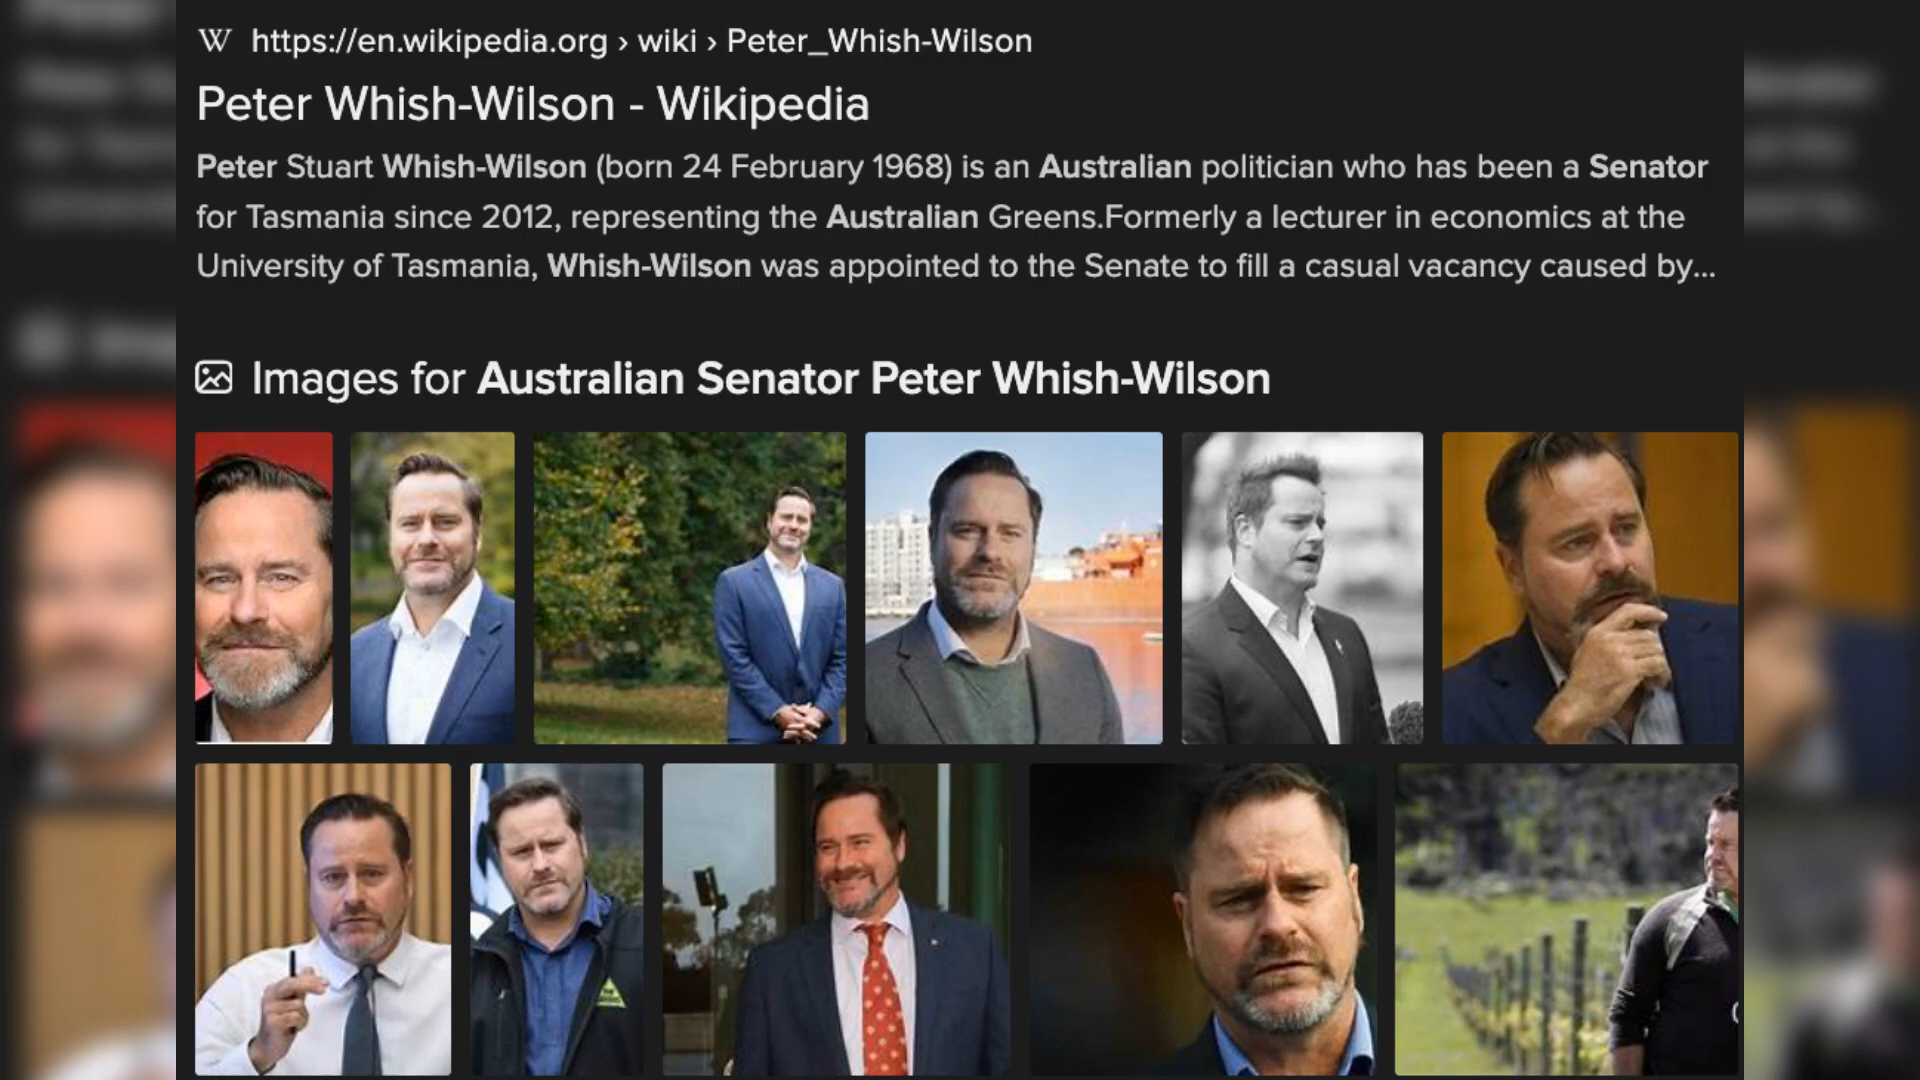 W https://en.wikipedia.org › wiki › Peter_Whish-Wilson
Peter Whish-Wilson - Wikipedia
Peter Stuart Whish-Wilson (born 24 February 1968) is an Australian politician who has been a Senator
for Tasmania since 2012, representing the Australian Greens.Formerly a lecturer in economics at the
University of Tasmania, Whish-Wilson was appointed to the Senate to fill a casual vacancy caused by...
Images for Australian Senator Peter Whish-Wilson